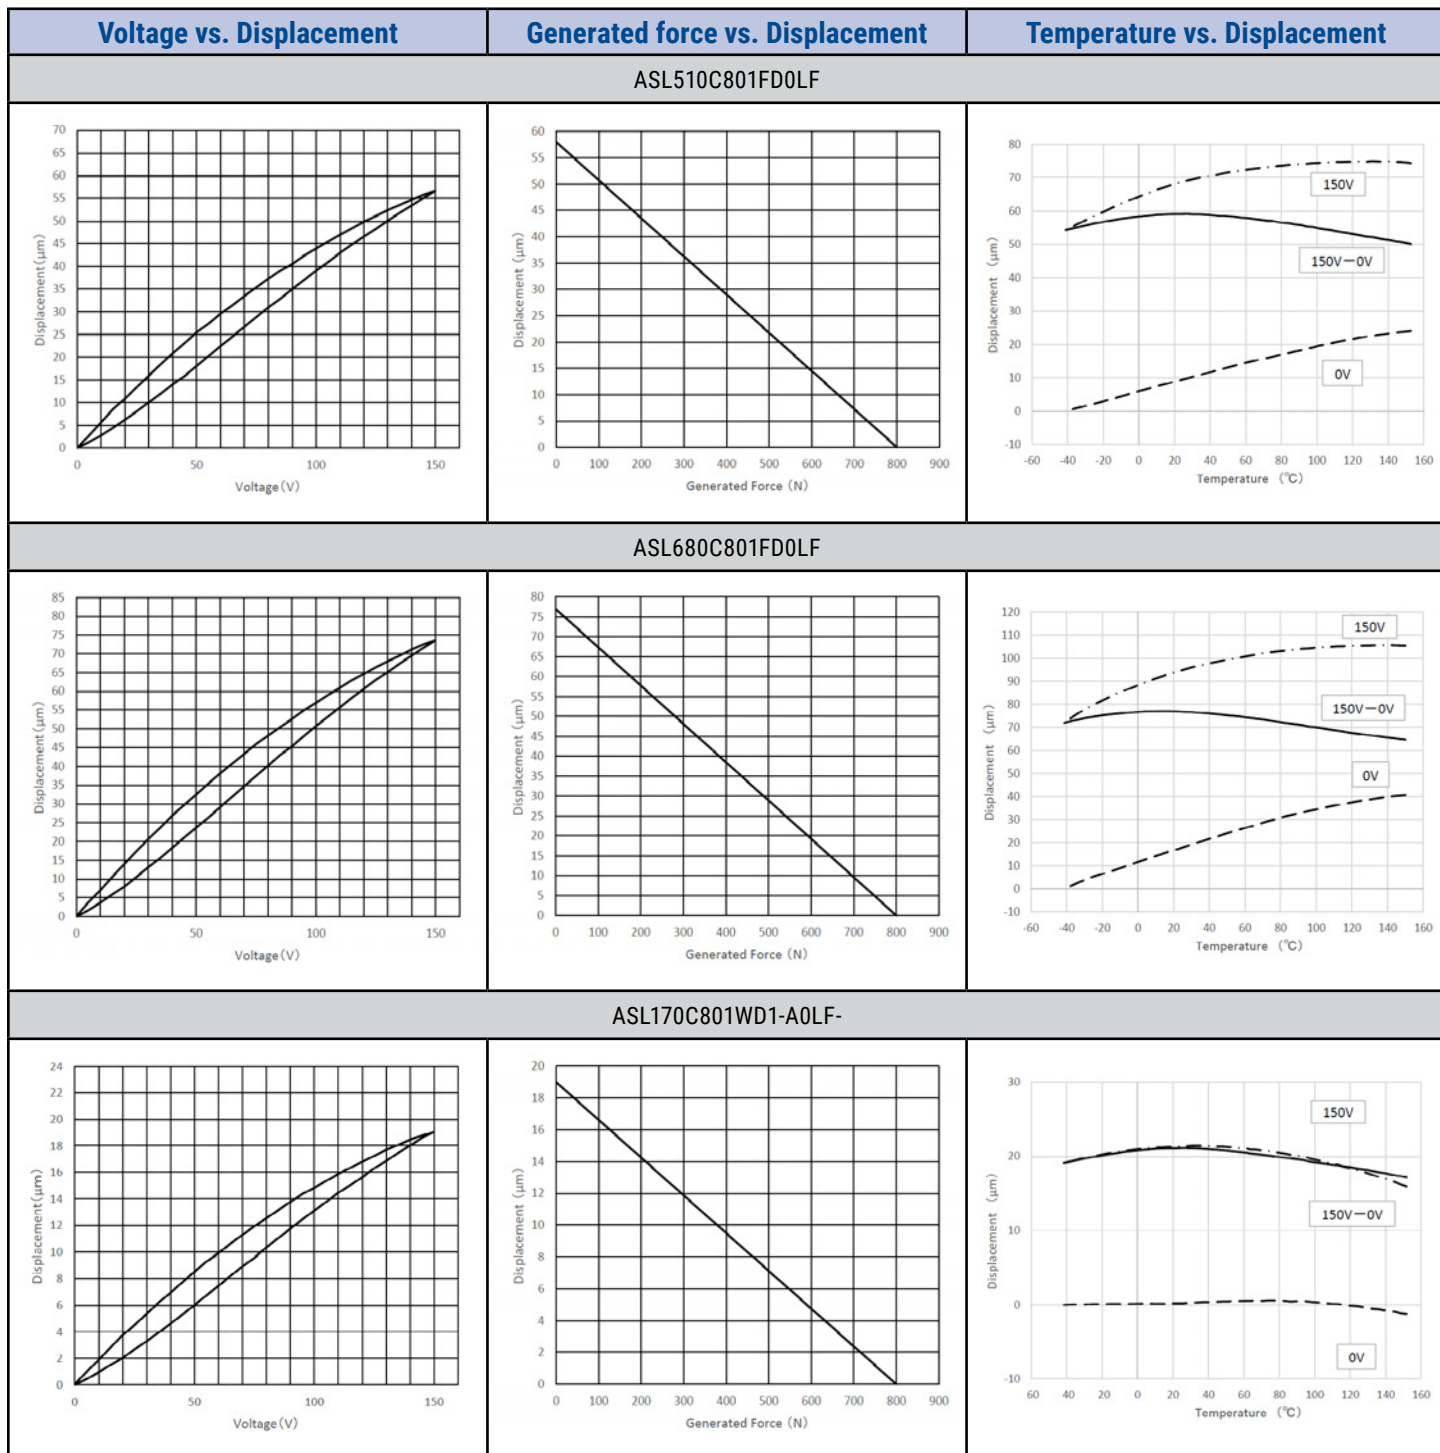 Voltage vs. Displacement
Generated force vs. Displacement
Temperature vs. Displacement
ASL510C801FD0LF
70
65
60
55
50
45
40
35
30
25
20
15
10
5
0
Displacement(μm)
0 50 100 150
Voltage(V)
60
55
50
45
40
35
30
25
20
15
10
5
0
Displacement (μm)
0 100 200 300 400 500 600 700 800 900
Generated Force (N)
80
70
60
50
40
30
20
10
0
-10
Displacement (μm)
150V
150V-0V
0V
-60 -40 -20 0 20 40 60 80 100 120 140 160
Temperature (℃)
ASL680C801FD0LF
85
80
75
70
65
60
55
50
45
40
35
30
25
20
15
10
5
0
Displacement(μm)
0 50 100 150
Voltage(V)
80
75
70
65
60
55
50
45
40
35
30
25
20
15
10
5
0
Displacement (μm)
0 100 200 300 400 500 600 700 800 900
Generated Force (N)
120
110
100
90
80
70
60
50
40
30
20
10
0
-10
Displacement (μm)
150V
150V-0V
0V
-60 -40 -20 0 20 40 60 80 100 120 140 160
Temperature (℃)
ASL170C801WD1-A0LF-
24
22
20
18
16
14
12
10
8
6
4
2
0
Displacement(μm)
0 50 100 150
Voltage(V)
20
18
16
14
12
10
8
6
4
2
0
Displacement (μm)
0 100 200 300 400 500 600 700 800 900
Generated Force (N)
30
20
10
0
-10
Displacement (μm)
150V
150V-0V
0V
60 40 20 0 20 40 60 80 100 120 140 160
Temperature (℃)